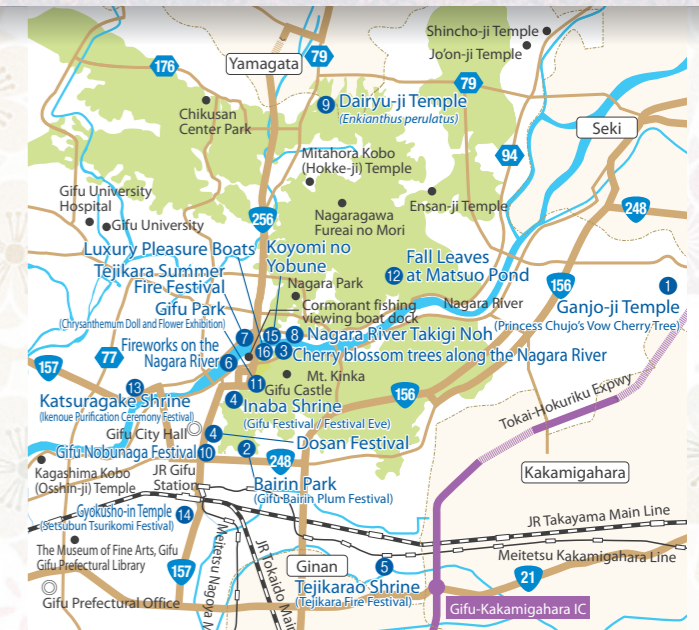 Shincho-ji Temple
Jo'on-ji Temple
Yamagata
79
176
79
9 Dairyu-ji Temple
(Enkianthus perulatus)
Chikusan
Center Park
Seki
94
Mitahora Kobo
(Hokke-ji) Temple
Gifu University
Hospital
Gifu University
Nagaragawa
Fureai no Mori
Ensan-ji Temple
256
248
Luxury Pleasure Boats
Koyomi no
Yobune
Tejikara Summer
Fire Festival
12 Fall Leaves
at Matsuo Pond
Nagara Park
156
1
Ganjo-ji Temple
(Princess Chujo's Vow Cherry Tree)
Gifu Park
(Chrysanthemum Doll and Flower Exhibition)
Cormorant fishing
viewing boat dock
Nagara River
7
15
8 Nagara River Takigi Noh
Fireworks on the
Nagara River
6
16
3 Cherry blossom trees along the Nagara River
77
157
Mt. Kinka
11
Gifu Castle
13
Katsuragake Shrine
(Ikenoue Purification Ceremony Festival)
156
4
Inaba Shrine
(Gifu Festival / Festival Eve)
Tokai-Hokuriku Expwy
Gifu City Hall
4
Dosan Festival
Gifu Nobunaga Festival 10
2
248
Kagashima Kobo
(Osshin-ji) Temple
JR Gifu
Station
Bairin Park
(Gifu Bairin Plum Festival)
Kakamigahara
Gyokusho-in Temple
(Setsubun Tsurikomi Festival)
14
JR Takayama Main Line
The Museum of Fine Arts, Gifu
Gifu Prefectural Library
Meitetsu Kakamigahara Line
157
Meitetsu Nagoya M
JR Tokaido Main
Ginan
5
Tejikarao Shrine
(Tejikara Fire Festival)
21
Gifu Prefectural Office
Gifu-Kakamigahara IC